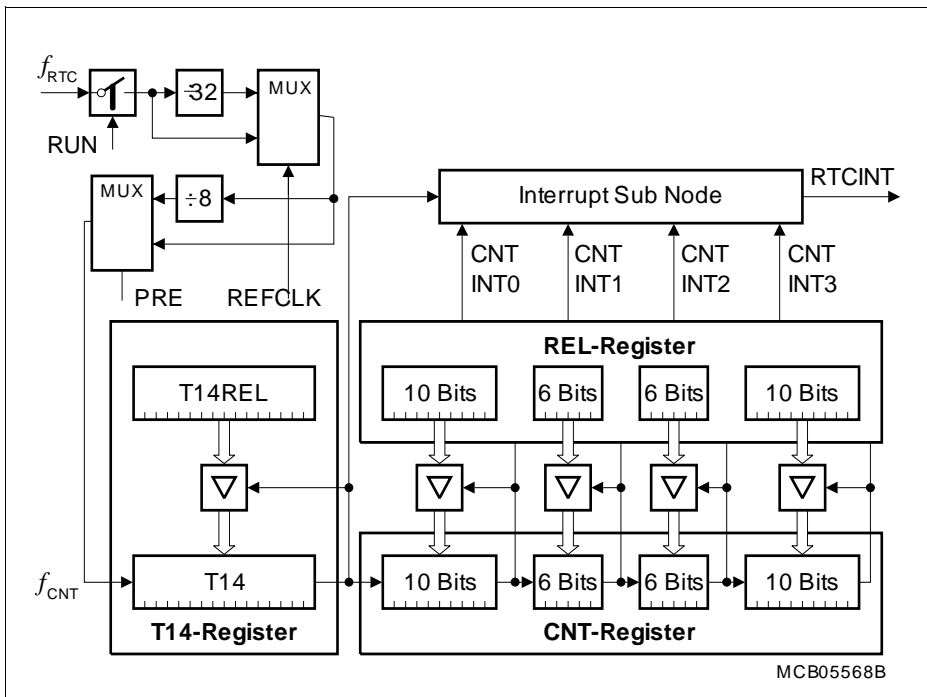 fRTC
RUN
÷32
MUX
MUX
÷8
PRE
REFCLK
Interrupt Sub Node
RTCINT
CNT INT0
CNT INT1
CNT INT2
CNT INT3
REL-Register
T14REL
10 Bits
6 Bits
6 Bits
10 Bits
fCNT
T14
10 Bits
6 Bits
6 Bits
10 Bits
T14-Register
CNT-Register
MCB05568B